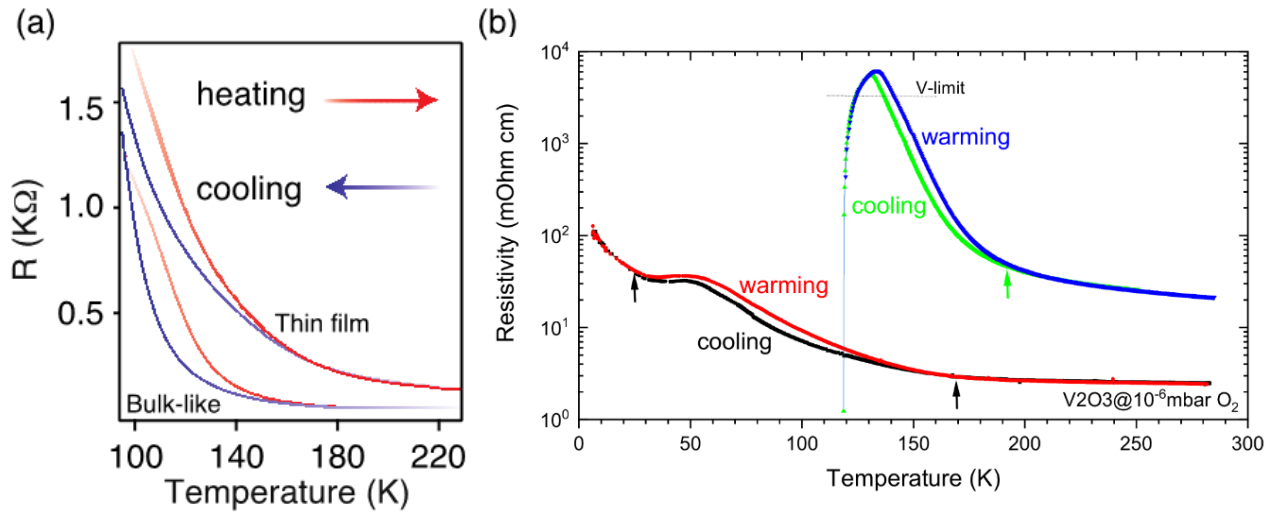 (a)
heating
cooling
Thin film
Bulk-like
R (KΩ)
1.5
1.0
0.5
100
140
180
220
Temperature (K)
(b)
Resistivity (mOhm cm)
10⁴
10³
10²
10¹
10⁰
V-limit
warming
cooling
warming
cooling
V2O3@10⁻⁶mbar O₂
0
50
100
150
200
250
300
Temperature (K)